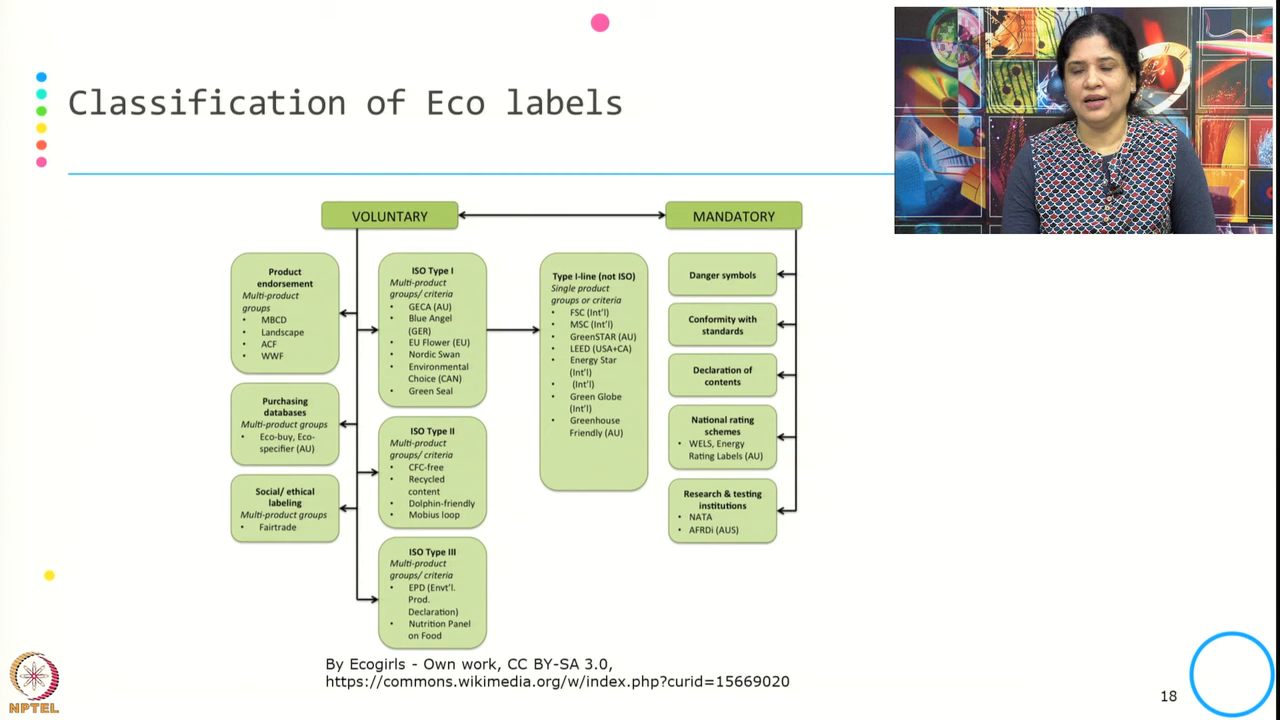 Classification of Eco labels
VOLUNTARY
MANDATORY
Product
endorsement
Multi-product
groups
• MBCD
• Landscape
• ACF
• WWF
Purchasing
databases
Multi-product groups
• Eco-buy, Eco-
specifier (AU)
Social/ ethical
labeling
Multi-product groups
• Fairtrade
ISO Type I
Multi-product
groups/ criteria
• GECA (AU)
• Blue Angel
(GER)
• EU Flower (EU)
• Nordic Swan
• Environmental
Choice (CAN)
• Green Seal
ISO Type II
Multi-product
groups/ criteria
• CFC-free
• Recycled
content
• Dolphin-friendly
• Mobius loop
ISO Type III
Multi-product
groups/ criteria
• EPD (Envt'l.
Prod.
Declaration)
• Nutrition Panel
on Food
Type I-line (not ISO)
Single product
groups or criteria
• FSC (Int'l)
• MSC (Int'l)
• GreenSTAR (AU)
• LEED (USA+CA)
• Energy Star
(Int'l)
• (Int'l)
• Green Globe
(Int'l)
• Greenhouse
Friendly (AU)
Danger symbols
Conformity with
standards
Declaration of
contents
National rating
schemes
• WELS, Energy
Rating Labels (AU)
Research & testing
institutions
• NATA
• AFRDi (AUS)
By Ecogirls - Own work, CC BY-SA 3.0,
https://commons.wikimedia.org/w/index.php?curid=15669020
18
NPTEL